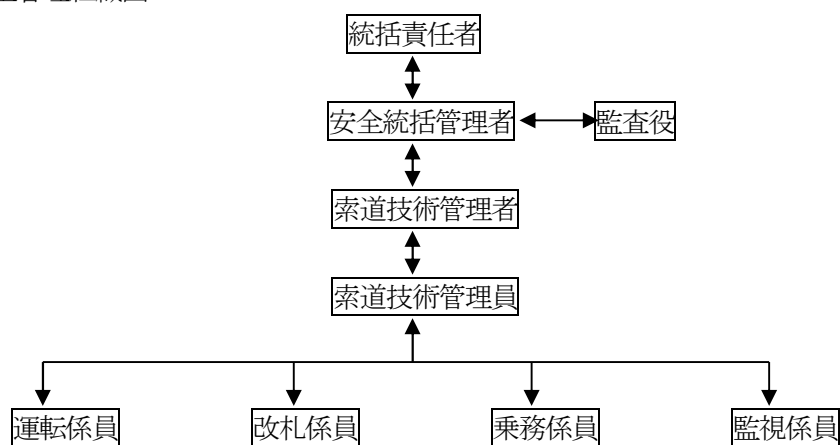 統括責任者
安全統括管理者
監査役
索道技術管理者
索道技術管理員
運転係員
改札係員
乗務係員
監視係員